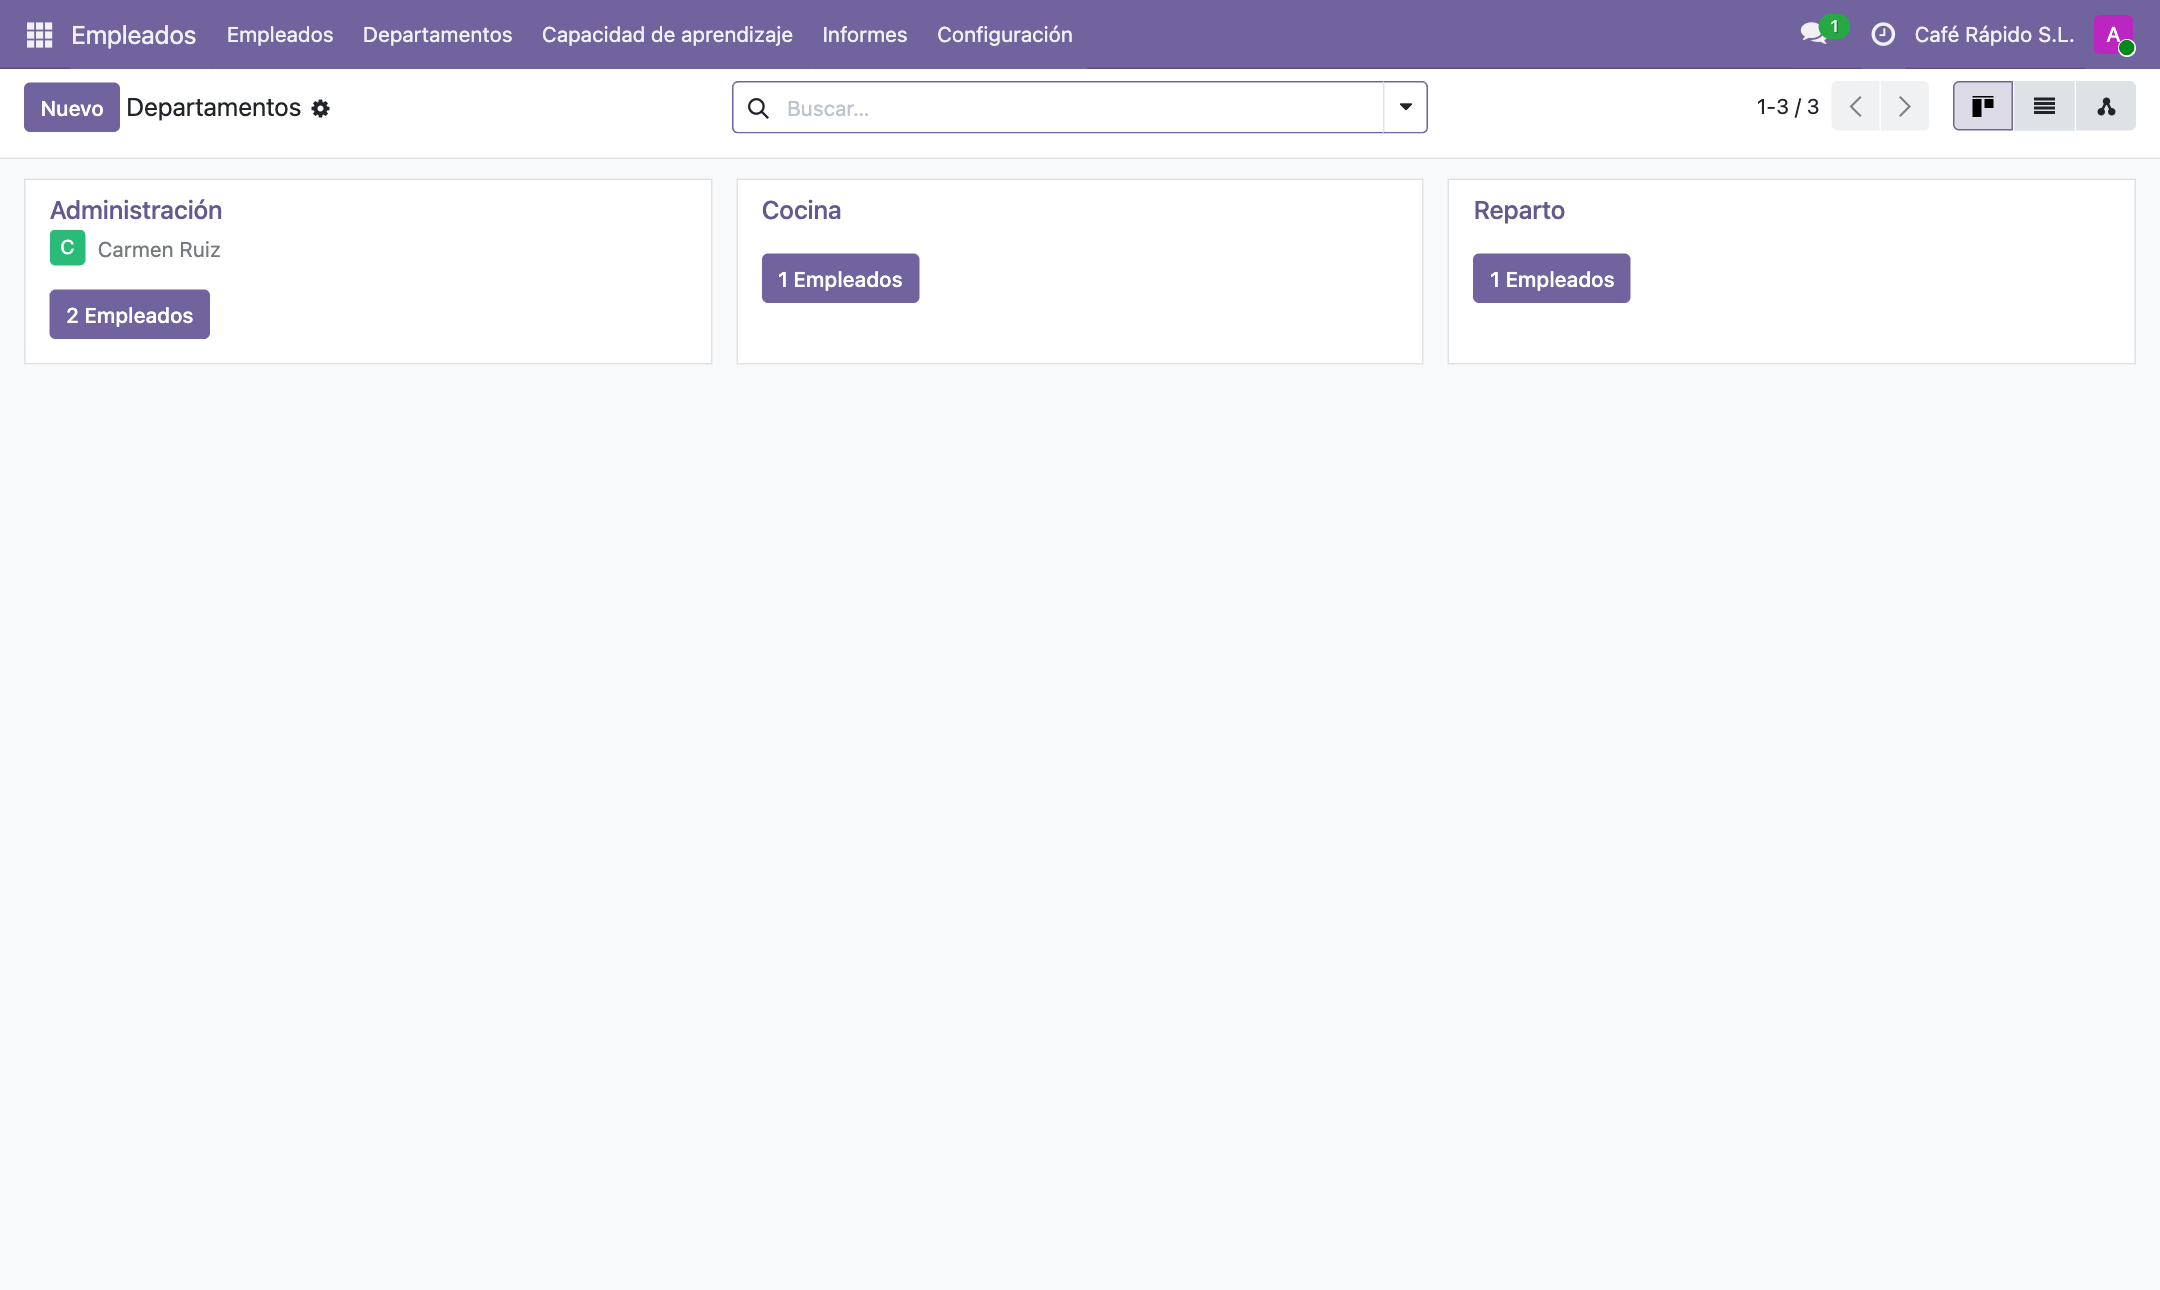 Empleados Empleados Departamentos Capacidad de aprendizaje Informes Configuración 1 Café Rápido S.L. A
Nuevo Departamentos Buscar... 1-3 / 3
Administración
C Carmen Ruiz
2 Empleados
Cocina
1 Empleados
Reparto
1 Empleados